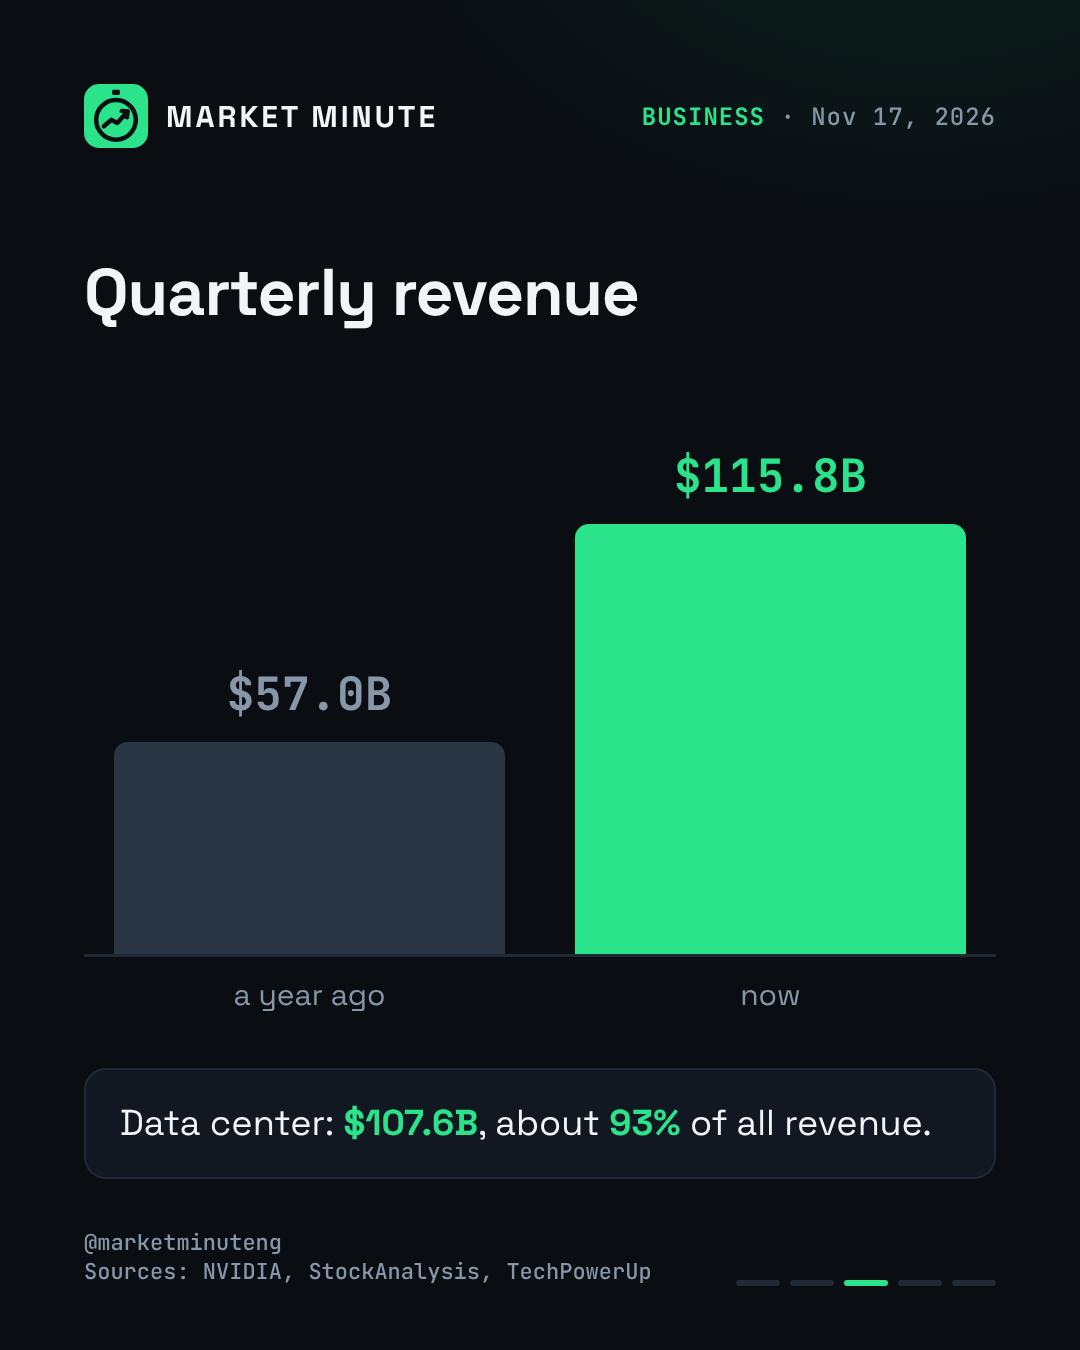 MARKET MINUTE
BUSINESS · Nov 17, 2026
Quarterly revenue
$115.8B
$57.0B
a year ago
now
Data center: $107.6B, about 93% of all revenue.
@marketminuteng
Sources: NVIDIA, StockAnalysis, TechPowerUp